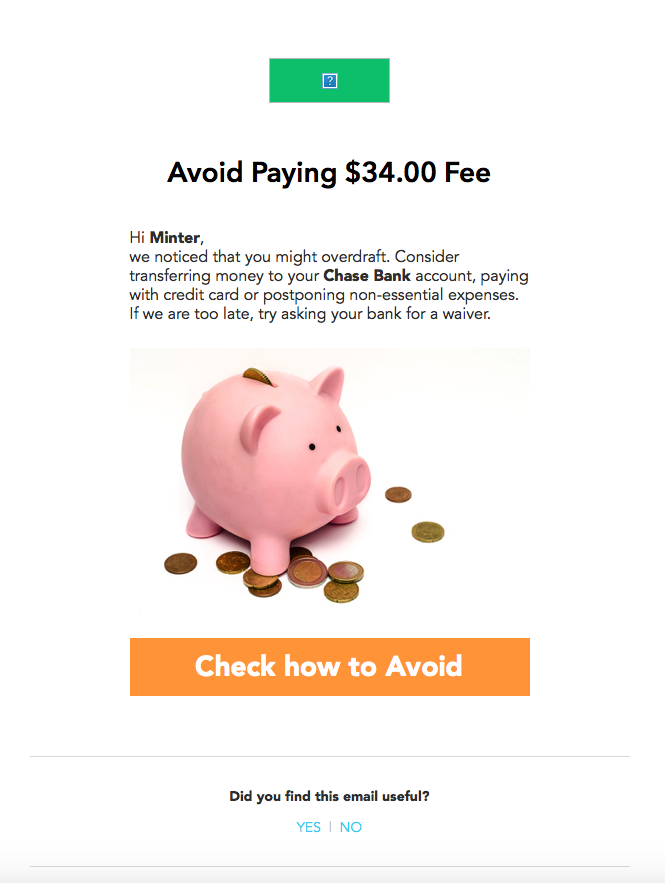 Avoid Paying $34.00 Fee
Hi Minter,
we noticed that you might overdraft. Consider
transferring money to your Chase Bank account, paying
with credit card or postponing non-essential expenses.
If we are too late, try asking your bank for a waiver.
Check how to Avoid
Did you find this email useful?
YES | NO